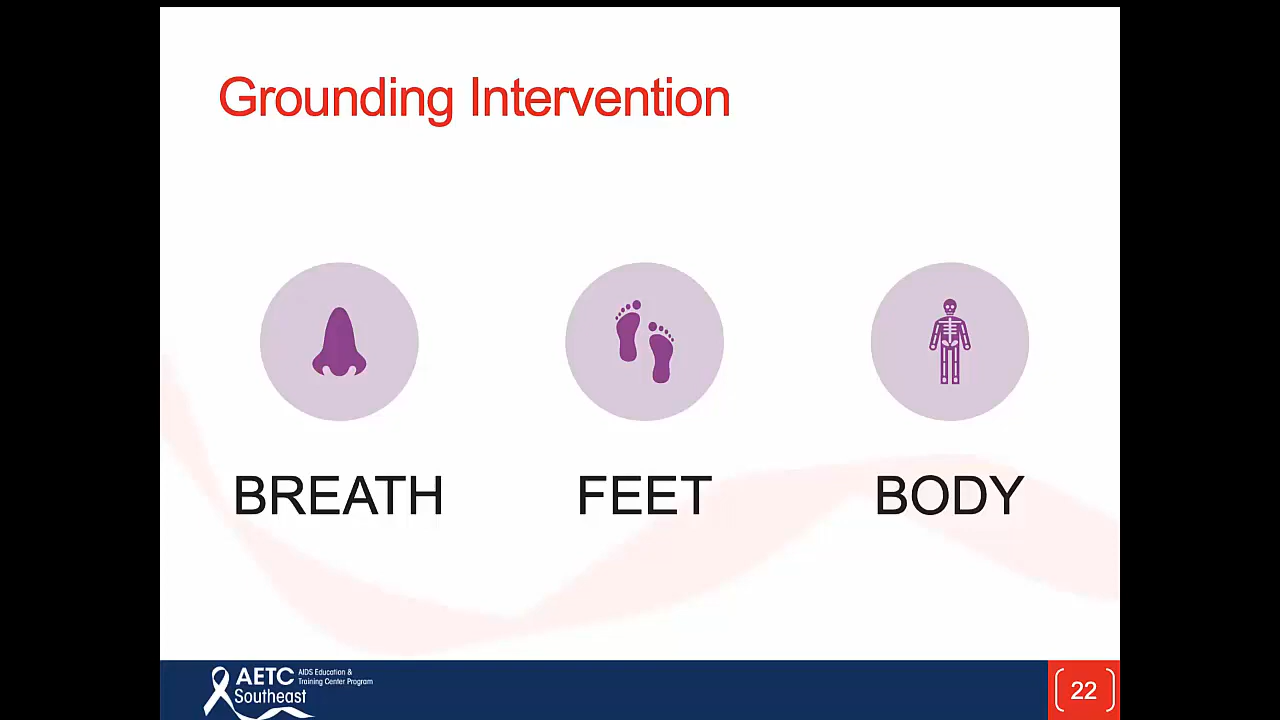 Grounding Intervention
BREATH
FEET
BODY
AETC
Southeast
AIDS Education &
Training Center Program
22